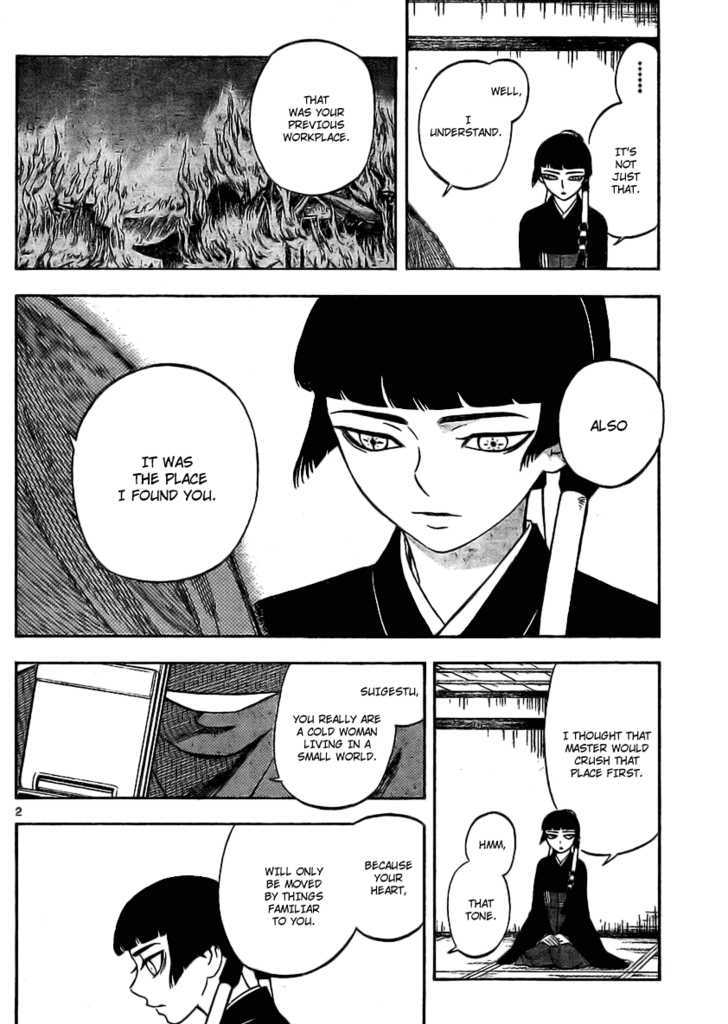 ........
IT'S
NOT
JUST
THAT.
WELL,
I
UNDERSTAND.
THAT
WAS YOUR
PREVIOUS
WORKPLACE.
ALSO
IT WAS
THE PLACE
I FOUND YOU.
I THOUGHT THAT
MASTER WOULD
CRUSH THAT
PLACE FIRST.
HMM,
THAT
TONE.
SUIGESTU,
YOU REALLY ARE
A COLD WOMAN
LIVING IN A
SMALL WORLD.
BECAUSE
YOUR
HEART,
WILL ONLY
BE MOVED
BY THINGS
FAMILIAR
TO YOU.
2